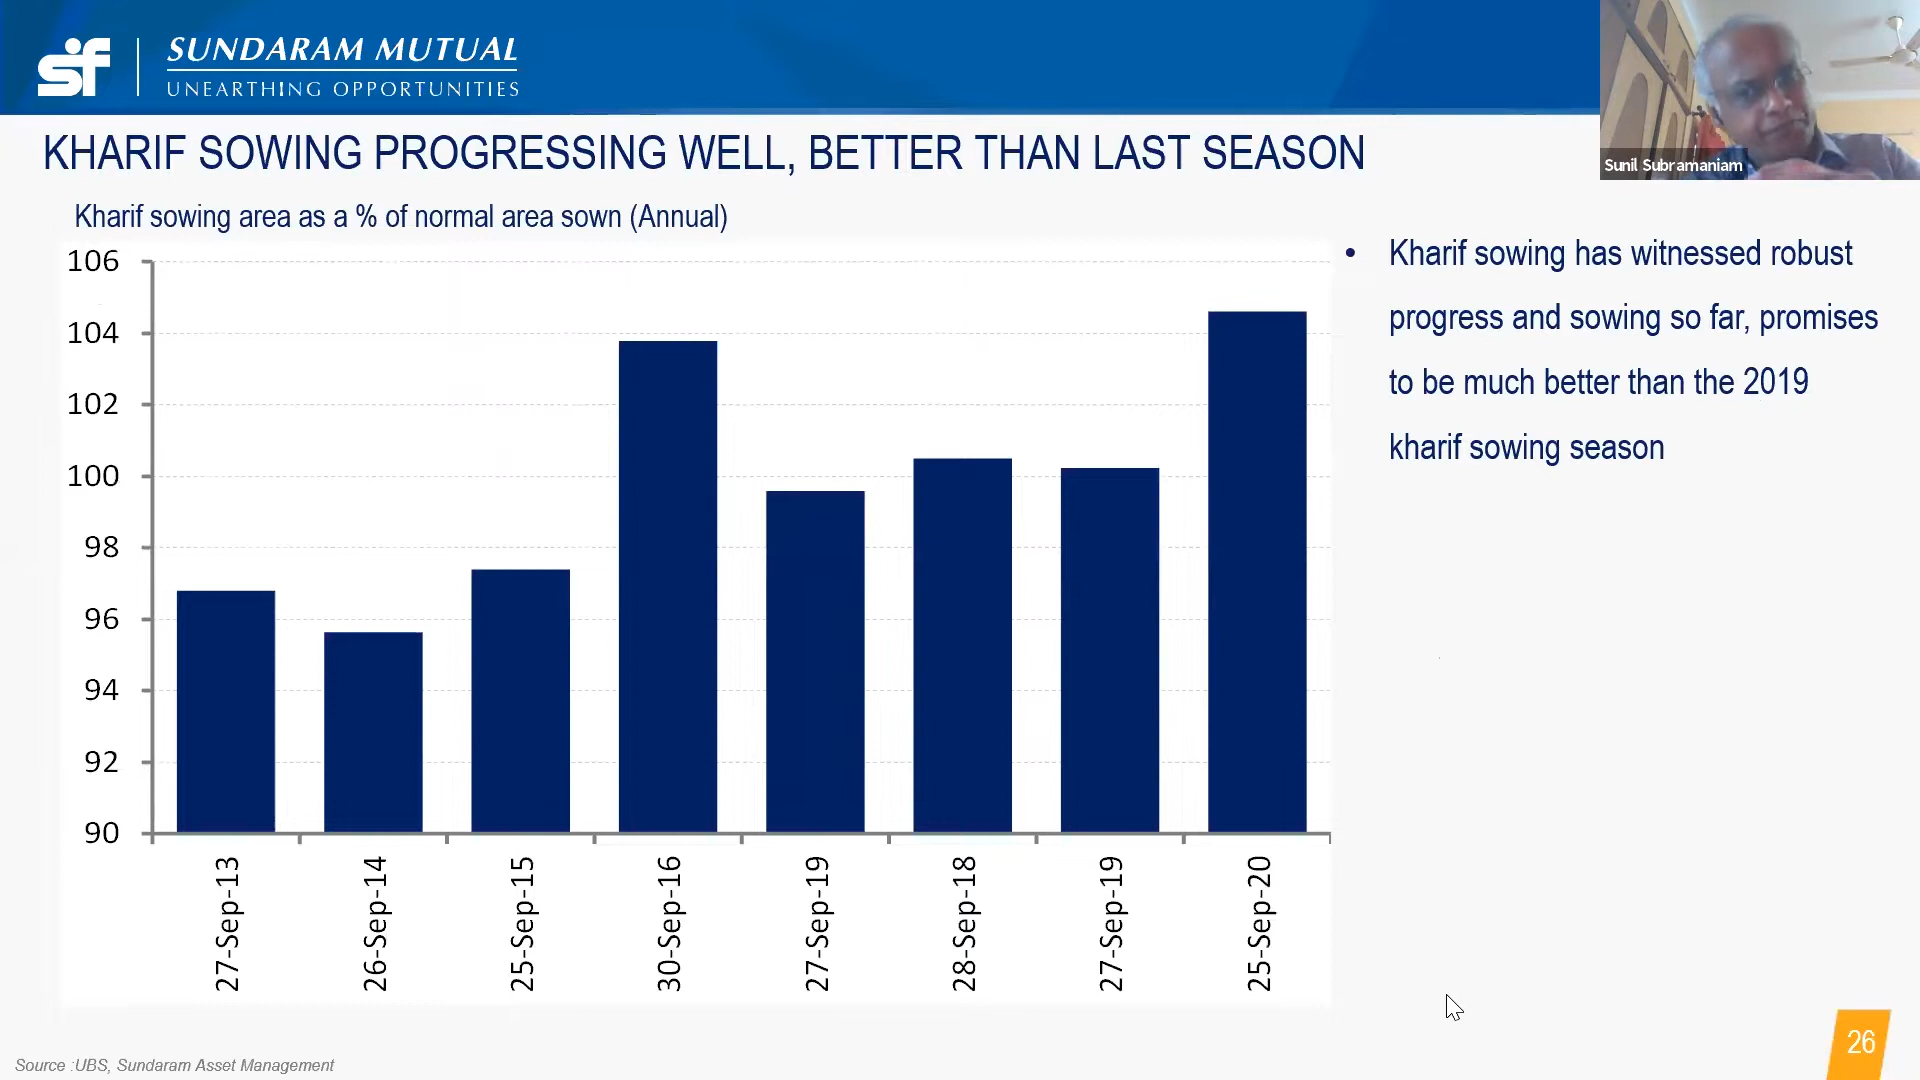 sf
SUNDARAM MUTUAL
UNEARTHING OPPORTUNITIES
Sunil Subramaniam
KHARIF SOWING PROGRESSING WELL, BETTER THAN LAST SEASON
Kharif sowing area as a % of normal area sown (Annual)
106
104
102
100
98
96
94
92
90
27-Sep-13
26-Sep-14
25-Sep-15
30-Sep-16
27-Sep-19
28-Sep-18
27-Sep-19
25-Sep-20
• Kharif sowing has witnessed robust
progress and sowing so far, promises
to be much better than the 2019
kharif sowing season
26
Source :UBS, Sundaram Asset Management